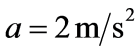 a = 2 m/s²